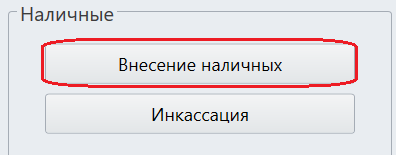 Наличные
Внесение наличных
Инкассация